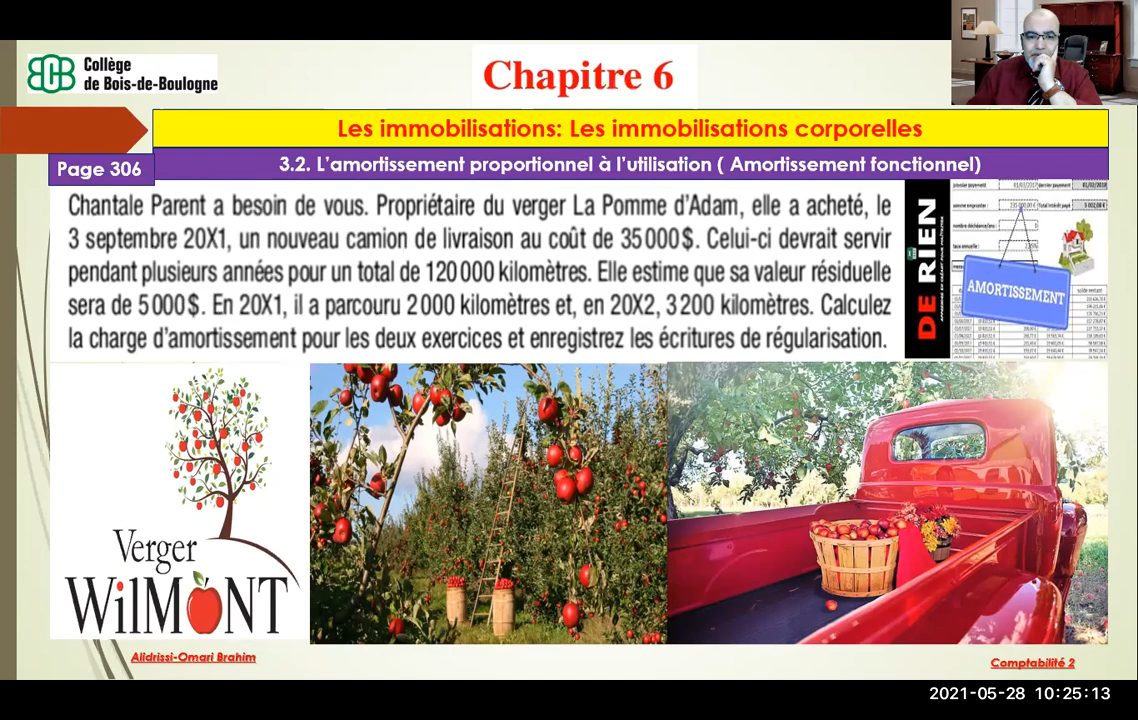 Collège
de Bois-de-Boulogne
Chapitre 6
Les immobilisations: Les immobilisations corporelles
Page 306
3.2. L’amortissement proportionnel à l’utilisation ( Amortissement fonctionnel)
Chantale Parent a besoin de vous. Propriétaire du verger La Pomme d’Adam, elle a acheté, le
3 septembre 20X1, un nouveau camion de livraison au coût de 35 000 $. Celui-ci devrait servir
pendant plusieurs années pour un total de 120 000 kilomètres. Elle estime que sa valeur résiduelle
sera de 5 000 $. En 20X1, il a parcouru 2 000 kilomètres et, en 20X2, 3 200 kilomètres. Calculez
la charge d’amortissement pour les deux exercices et enregistrez les écritures de régularisation.
DE RIEN
AMORTISSEMENT
Verger
WilMONT
Alidrissi-Omari Brahim
Comptabilité 2
2021-05-28 10:25:13